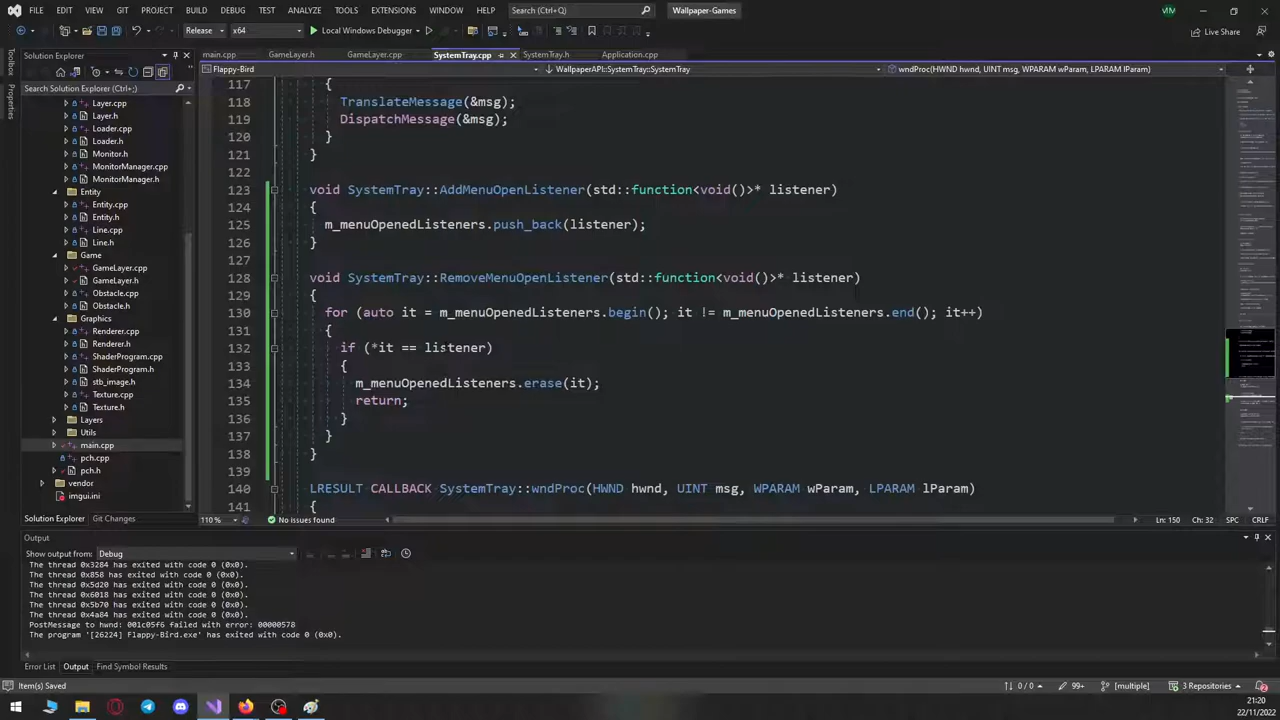 FILE EDIT VIEW GIT PROJECT BUILD DEBUG TEST ANALYZE TOOLS EXTENSIONS WINDOW HELP Search (Ctrl+;) Wallpaper-Games VM
Release x64 Local Windows Debugger Live Share
Toolbox
Properties
Solution Explorer
Search Solution Explorer (Ctrl+;)
Layer.cpp
Layer.h
Loader.cpp
Loader.h
Monitor.h
MonitorManager.cpp
MonitorManager.h
Entity
Entity.cpp
Entity.h
Line.cpp
Line.h
Game
GameLayer.cpp
GameLayer.h
Obstacle.cpp
Obstacle.h
Graphics
Renderer.cpp
Renderer.h
ShaderProgram.cpp
ShaderProgram.h
stb_image.h
Texture.cpp
Texture.h
Layers
Utils
main.cpp
pch.cpp
pch.h
vendor
imgui.ini
Solution Explorer Git Changes
main.cpp GameLayer.h GameLayer.cpp SystemTray.cpp SystemTray.h Application.cpp
Flappy-Bird WallpaperAPI::SystemTray::SystemTray wndProc(HWND hwnd, UINT msg, WPARAM wParam, LPARAM lParam)
117 {
118 TranslateMessage(&msg);
119 DispatchMessage(&msg);
120 }
121 }
122
123 void SystemTray::AddMenuOpenListener(std::function<void()>* listener)
124 {
125 m_menuOpenedListeners.push_back(listener);
126 }
127
128 void SystemTray::RemoveMenuOpenListener(std::function<void()>* listener)
129 {
130 for (auto it = m_menuOpenedListeners.begin(); it != m_menuOpenedListeners.end(); it++)
131 {
132 if (*it == listener)
133 {
134 m_menuOpenedListeners.erase(it);
135 return;
136 }
137 }
138 }
139
140 LRESULT CALLBACK SystemTray::wndProc(HWND hwnd, UINT msg, WPARAM wParam, LPARAM lParam)
141 {
110 % No issues found Ln: 150 Ch: 32 SPC CRLF
Output
Show output from: Debug
The thread 0x3284 has exited with code 0 (0x0).
The thread 0x858 has exited with code 0 (0x0).
The thread 0x5d20 has exited with code 0 (0x0).
The thread 0x6018 has exited with code 0 (0x0).
The thread 0x5b70 has exited with code 0 (0x0).
The thread 0x4a84 has exited with code 0 (0x0).
PostMessage to hwnd: 001c05f6 failed with error: 00000578
The program '[26224] Flappy-Bird.exe' has exited with code 0 (0x0).
Error List Output Find Symbol Results
Item(s) Saved 0 / 0 99+ [multiple] 3 Repositories 2
21:20
22/11/2022